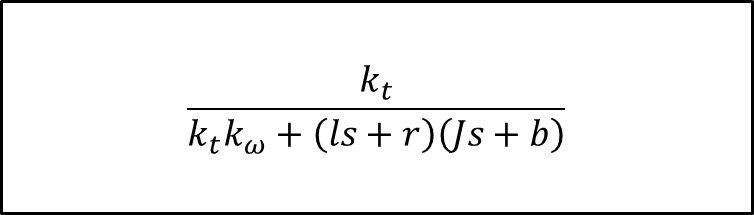 k_t
k_t k_ω + (ls + r)(Js + b)